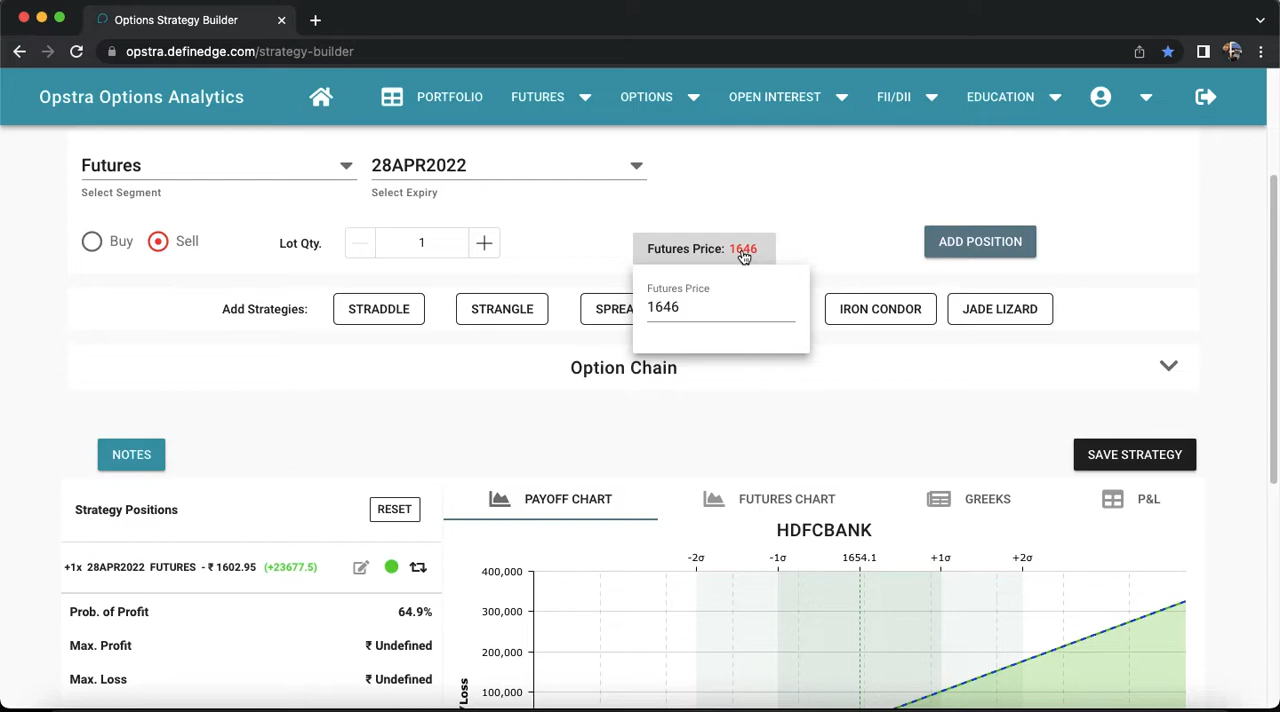 Options Strategy Builder
opstra.definedge.com/strategy-builder
Opstra Options Analytics PORTFOLIO FUTURES OPTIONS OPEN INTEREST FII/DII EDUCATION
Futures 28APR2022
Select Segment Select Expiry
Buy Sell Lot Qty. 1 Futures Price: 1646 ADD POSITION
Futures Price
1646
Add Strategies: STRADDLE STRANGLE SPREA IRON CONDOR JADE LIZARD
Option Chain
NOTES SAVE STRATEGY
Strategy Positions RESET PAYOFF CHART FUTURES CHART GREEKS P&L
HDFCBANK
-2σ -1σ 1654.1 +1σ +2σ
+1x 28APR2022 FUTURES - ₹ 1602.95 (+23677.5)
400,000
Prob. of Profit 64.9%
300,000
Max. Profit ₹ Undefined
200,000
Max. Loss ₹ Undefined
100,000
/Loss